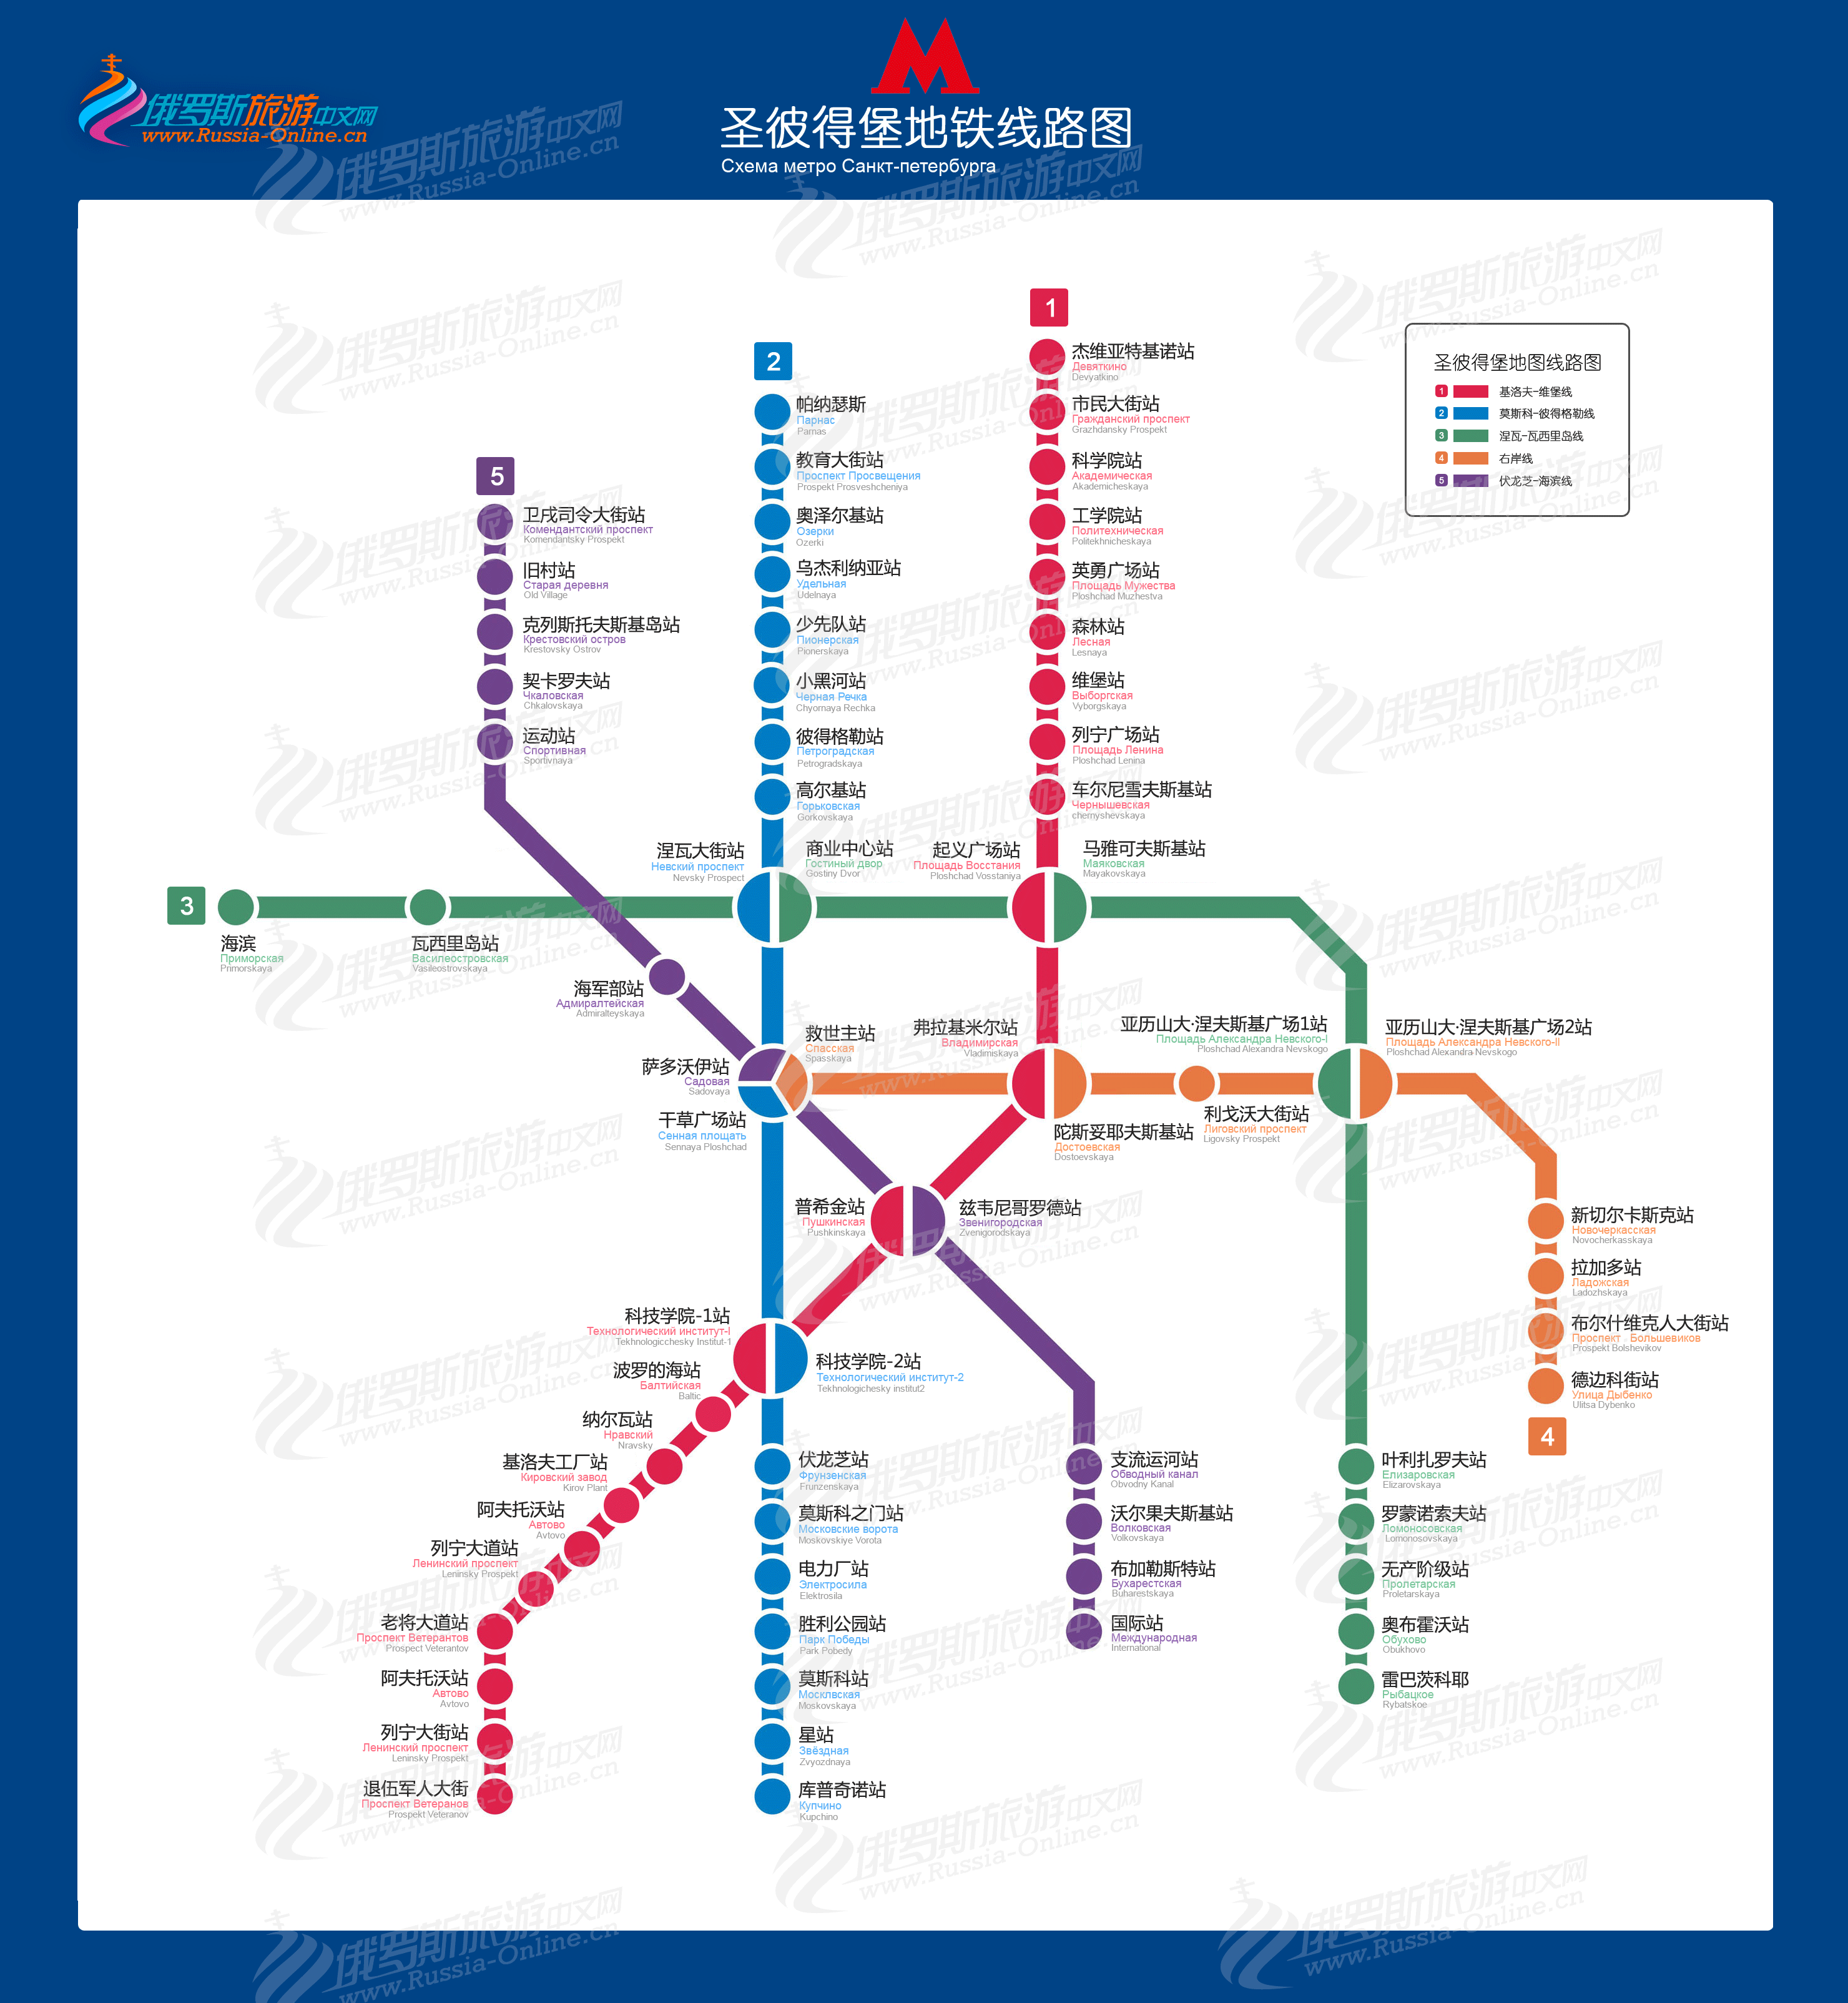 俄罗斯旅游中文网
www.Russia-Online.cn
圣彼得堡地铁线路图
Схема метро Санкт-петербурга
圣彼得堡地图线路图
1 基洛夫-维堡线
2 莫斯科-彼得格勒线
3 涅瓦-瓦西里岛线
4 右岸线
5 伏龙芝-海滨线
1
杰维亚特基诺站
Девяткино
Devyatkino
市民大街站
Гражданский проспект
Grazhdansky Prospekt
科学院站
Академическая
Akademicheskaya
工学院站
Политехническая
Politekhnicheskaya
英勇广场站
Площадь Мужества
Ploshchad Muzhestva
森林站
Лесная
Lesnaya
维堡站
Выборгская
Vyborgskaya
列宁广场站
Площадь Ленина
Ploshchad Lenina
车尔尼雪夫斯基站
Чернышевская
chernyshevskaya
2
帕纳瑟斯
Парнас
Parnas
教育大街站
Проспект Просвещения
Prospekt Prosveshcheniya
奥泽尔基站
Озерки
Ozerki
乌杰利纳亚站
Удельная
Udelnaya
少先队站
Пионерская
Pionerskaya
小黑河站
Черная Речка
Chyornaya Rechka
彼得格勒站
Петроградская
Petrogradskaya
高尔基站
Горьковская
Gorkovskaya
5
卫戌司令大街站
Комендантский проспект
Komendantsky Prospekt
旧村站
Старая деревня
Old Village
克列斯托夫斯基岛站
Крестовский остров
Krestovsky Ostrov
契卡罗夫站
Чкаловская
Chkalovskaya
运动站
Спортивная
Sportivnaya
涅瓦大街站
Невский проспект
Nevsky Prospect
商业中心站
Гостиный двор
Gostiny Dvor
起义广场站
Площадь Восстания
Ploshchad Vosstaniya
马雅可夫斯基站
Маяковская
Mayakovskaya
3
海滨
Приморская
Primorskaya
瓦西里岛站
Василеостровская
Vasileostrovskaya
海军部站
Адмиралтейская
Admiralteyskaya
救世主站
Спасская
Spasskaya
弗拉基米尔站
Владимирская
Vladimiskaya
亚历山大·涅夫斯基广场1站
Площадь Александра Невского-I
Ploshchad Alexandra Nevskogo
亚历山大·涅夫斯基广场2站
Площадь Александра Невского-II
Ploshchad Alexandra Nevskogo
萨多沃伊站
Садовая
Sadovaya
干草广场站
Сенная площать
Sennaya Ploshchad
陀斯妥耶夫斯基站
Достоевская
Dostoevskaya
利戈沃大街站
Лиговский проспект
Ligovsky Prospekt
普希金站
Пушкинская
Pushkinskaya
兹韦尼哥罗德站
Звенигородская
Zvenigorodskaya
新切尔卡斯克站
Новочеркасская
Novocherkasskaya
拉加多站
Ладожская
Ladozhskaya
布尔什维克人大街站
Проспект Большевиков
Prospekt Bolshevikov
德边科街站
Улица Дыбенко
Ulitsa Dybenko
4
科技学院-1站
Технологический институт-I
Tekhnologicchesky Institut-1
科技学院-2站
Технологический институт-2
Tekhnologichesky institut2
波罗的海站
Балтийская
Baltic
纳尔瓦站
Нравский
Nravsky
基洛夫工厂站
Кировский завод
Kirov Plant
阿夫托沃站
Автово
Avtovo
列宁大道站
Ленинский проспект
Leninsky Prospekt
老将大道站
Проспект Ветерантов
Prospect Veterantov
阿夫托沃站
Автово
Avtovo
列宁大街站
Ленинский проспект
Leninsky Prospekt
退伍军人大街
Проспект Ветеранов
Prospekt Veteranov
伏龙芝站
Фрунзенская
Frunzenskaya
莫斯科之门站
Московские ворота
Moskovskiye Vorota
电力厂站
Электросила
Elektrosila
胜利公园站
Парк Победы
Park Pobedy
莫斯科站
Москлвская
Moskovskaya
星站
Звёздная
Zvyozdnaya
库普奇诺站
Купчино
Kupchino
支流运河站
Обводный канал
Obvodny Kanal
沃尔果夫斯基站
Волковская
Volkovskaya
布加勒斯特站
Бухарестская
Buharestskaya
国际站
Международная
International
叶利扎罗夫站
Елизаровская
Elizarovskaya
罗蒙诺索夫站
Ломоносовская
Lomonosovskaya
无产阶级站
Пролетарская
Proletarskaya
奥布霍沃站
Обухово
Obukhovo
雷巴茨科耶
Рыбацкое
Rybatskoe